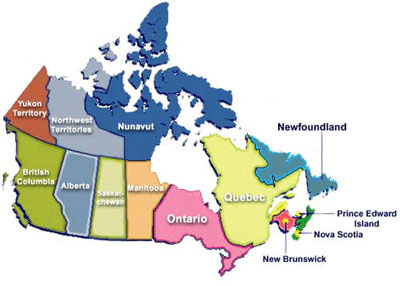 Yukon
Territory
Northwest
Territories
Nunavut
British
Columbia
Alberta
Saskat-
chewan
Manitoba
Ontario
Quebec
Newfoundland
Prince Edward
Island
Nova Scotia
New Brunswick